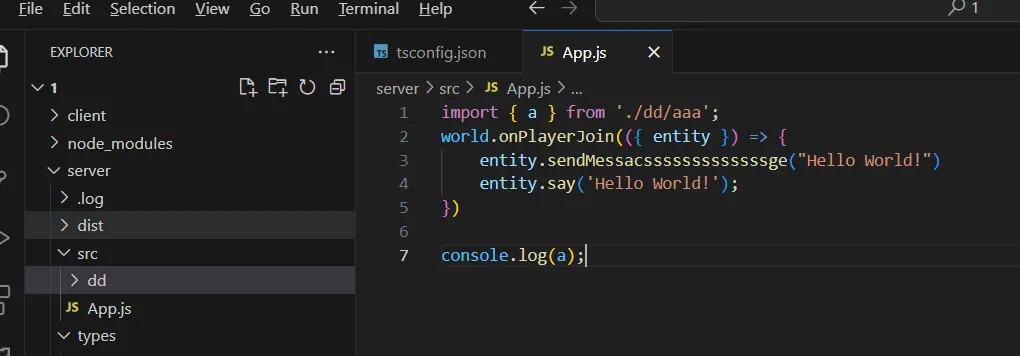 File Edit Selection View Go Run Terminal Help
1
EXPLORER
1
client
node_modules
server
.log
dist
src
dd
JS App.js
types
TS tsconfig.json
JS App.js
server > src > JS App.js > ...
1 import { a } from './dd/aaa';
2 world.onPlayerJoin(({ entity }) => {
3 entity.sendMessacsssssssssssssge("Hello World!")
4 entity.say('Hello World!');
5 })
6
7 console.log(a);